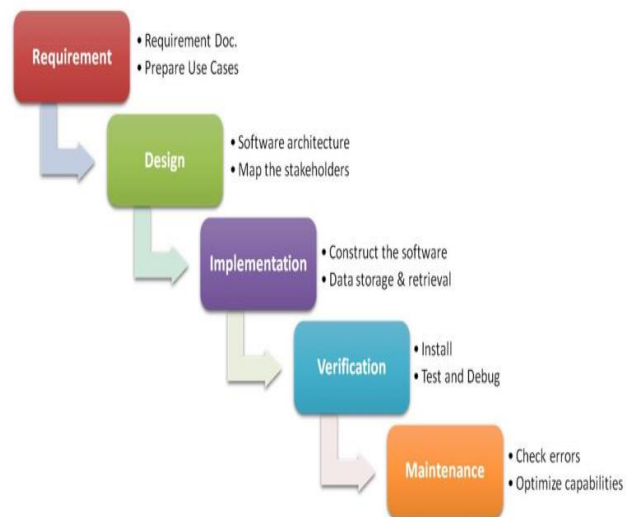 Requirement
• Requirement Doc.
• Prepare Use Cases
Design
• Software architecture
• Map the stakeholders
Implementation
• Construct the software
• Data storage & retrieval
Verification
• Install
• Test and Debug
Maintenance
• Check errors
• Optimize capabilities